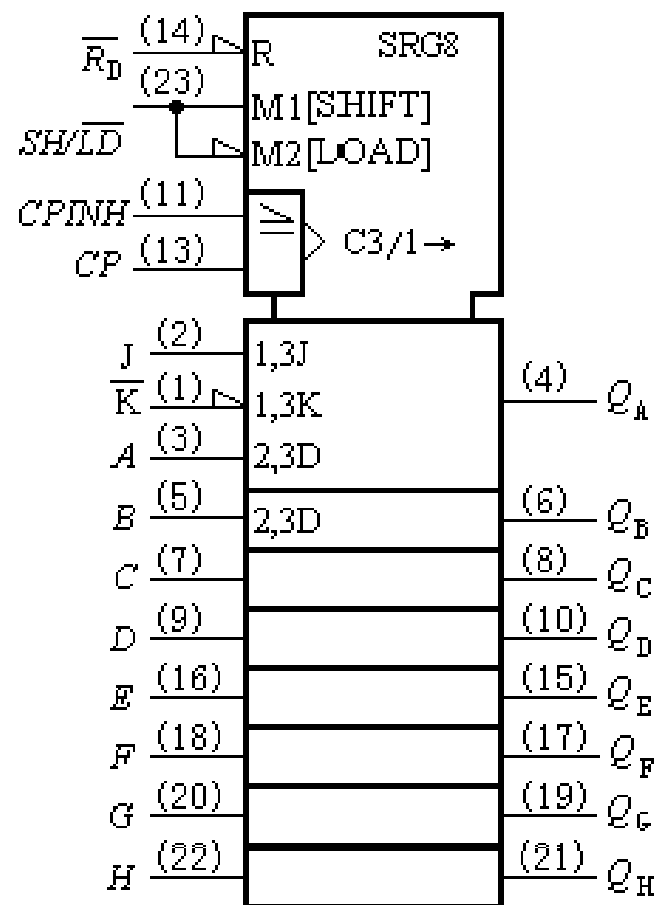 (14) R SRG8
R̅D
(23) M1[SHIFT]
SH/L̅D̅ M2[LOAD]
CPINH (11) ≥ C3/1→
CP (13)
J (2) 1,3J
K̅ (1) 1,3K (4) QA
A (3) 2,3D
B (5) 2,3D (6) QB
C (7) (8) QC
D (9) (10) QD
E (16) (15) QE
F (18) (17) QF
G (20) (19) QG
H (22) (21) QH